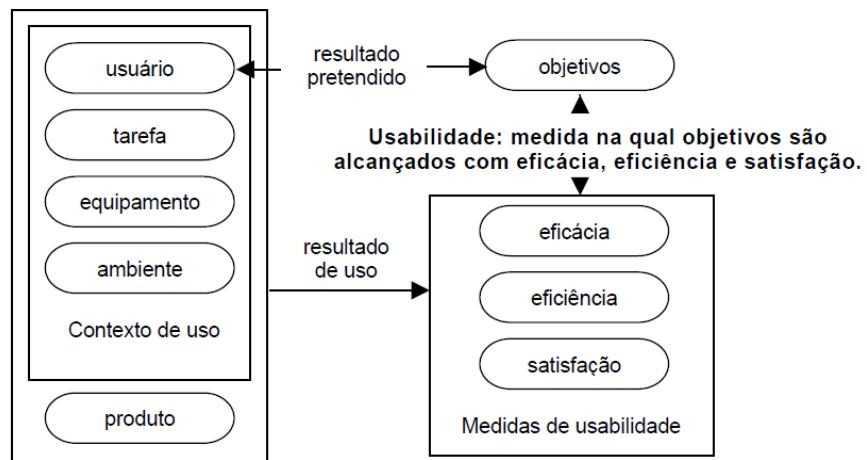 usuário
tarefa
equipamento
ambiente
Contexto de uso
produto
resultado
pretendido
objetivos
Usabilidade: medida na qual objetivos são
alcançados com eficácia, eficiência e satisfação.
resultado
de uso
eficácia
eficiência
satisfação
Medidas de usabilidade